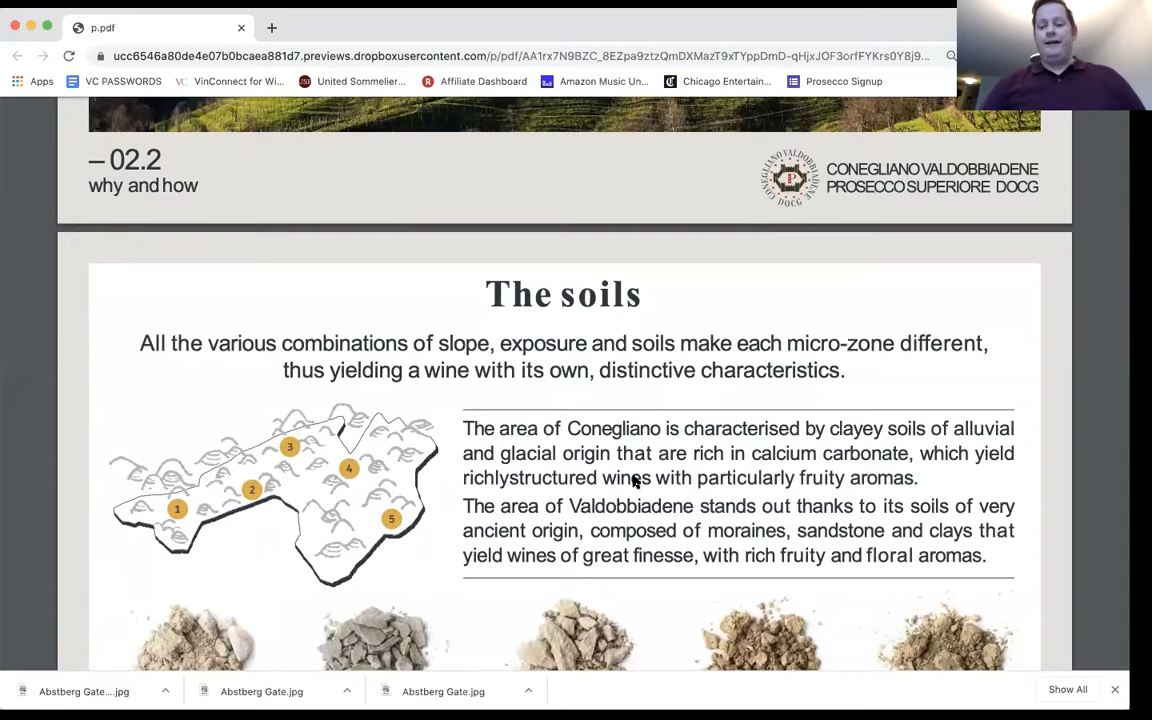 p.pdf
ucc6546a80de4e07b0bcaea881d7.previews.dropboxusercontent.com/p/pdf/AA1rx7N9BZC_8EZpa9ztzQmDXMazT9xTYppDmD-qHjxJOF3orfFYKrs0Y8j9...
Apps VC PASSWORDS VinConnect for Wi... United Sommelier... Affiliate Dashboard Amazon Music Un... Chicago Entertain... Prosecco Signup
– 02.2
why and how
CONEGLIANO VALDOBBIADENE
PROSECCO SUPERIORE DOCG
CONEGLIANO VALDOBBIADENE DOCG
P
The soils
All the various combinations of slope, exposure and soils make each micro-zone different,
thus yielding a wine with its own, distinctive characteristics.
1
2
3
4
5
The area of Conegliano is characterised by clayey soils of alluvial
and glacial origin that are rich in calcium carbonate, which yield
richlystructured wines with particularly fruity aromas.
The area of Valdobbiadene stands out thanks to its soils of very
ancient origin, composed of moraines, sandstone and clays that
yield wines of great finesse, with rich fruity and floral aromas.
Abstberg Gate....jpg Abstberg Gate.jpg Abstberg Gate.jpg Show All